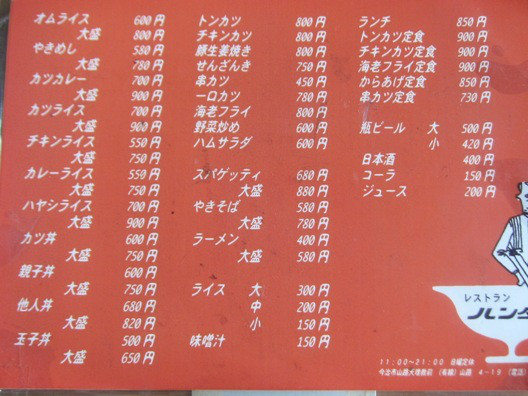 オムライス 600円
大盛 800円
やきめし 580円
大盛 780円
カツカレー 700円
大盛 900円
カツライス 700円
大盛 900円
チキンライス 550円
大盛 750円
カレーライス 550円
大盛 750円
ハヤシライス 700円
大盛 900円
カツ丼 600円
大盛 750円
親子丼 600円
大盛 750円
他人丼 680円
大盛 820円
玉子丼 500円
大盛 650円
トンカツ 800円
チキンカツ 800円
豚生姜焼き 800円
せんざんき 750円
串カツ 450円
一口カツ 780円
海老フライ 800円
野菜炒め 600円
ハムサラダ 600円
スパゲッティ 680円
大盛 880円
やきそば 580円
大盛 780円
ラーメン 400円
大盛 580円
ライス 大 300円
中 200円
小 150円
味噌汁 150円
ランチ 850円
トンカツ定食 900円
チキンカツ定食 900円
海老フライ定食 900円
からあげ定食 850円
串カツ定食 730円
瓶ビール 大 500円
小 420円
日本酒 400円
コーラ 150円
ジュース 200円
レストラン
11:00~21:00 日曜定休